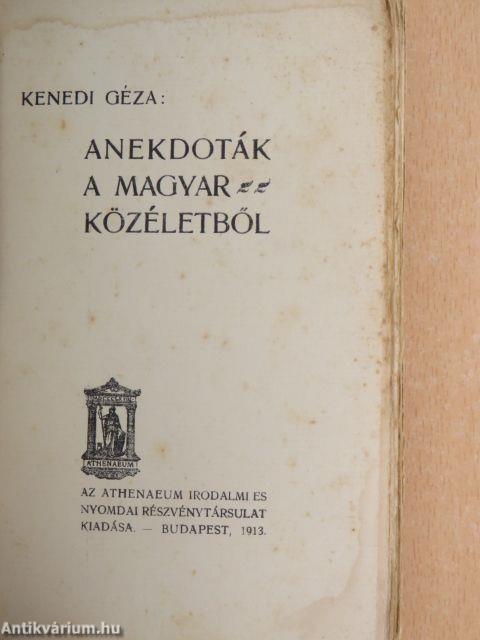 KENEDI GÉZA:
ANEKDOTÁK
A MAGYAR
KÖZÉLETBŐL
ATHENAEUM
AZ ATHENAEUM IRODALMI ES
NYOMDAI RÉSZVÉNYTÁRSULAT
KIADÁSA. — BUDAPEST, 1913.
Antikvárium.hu